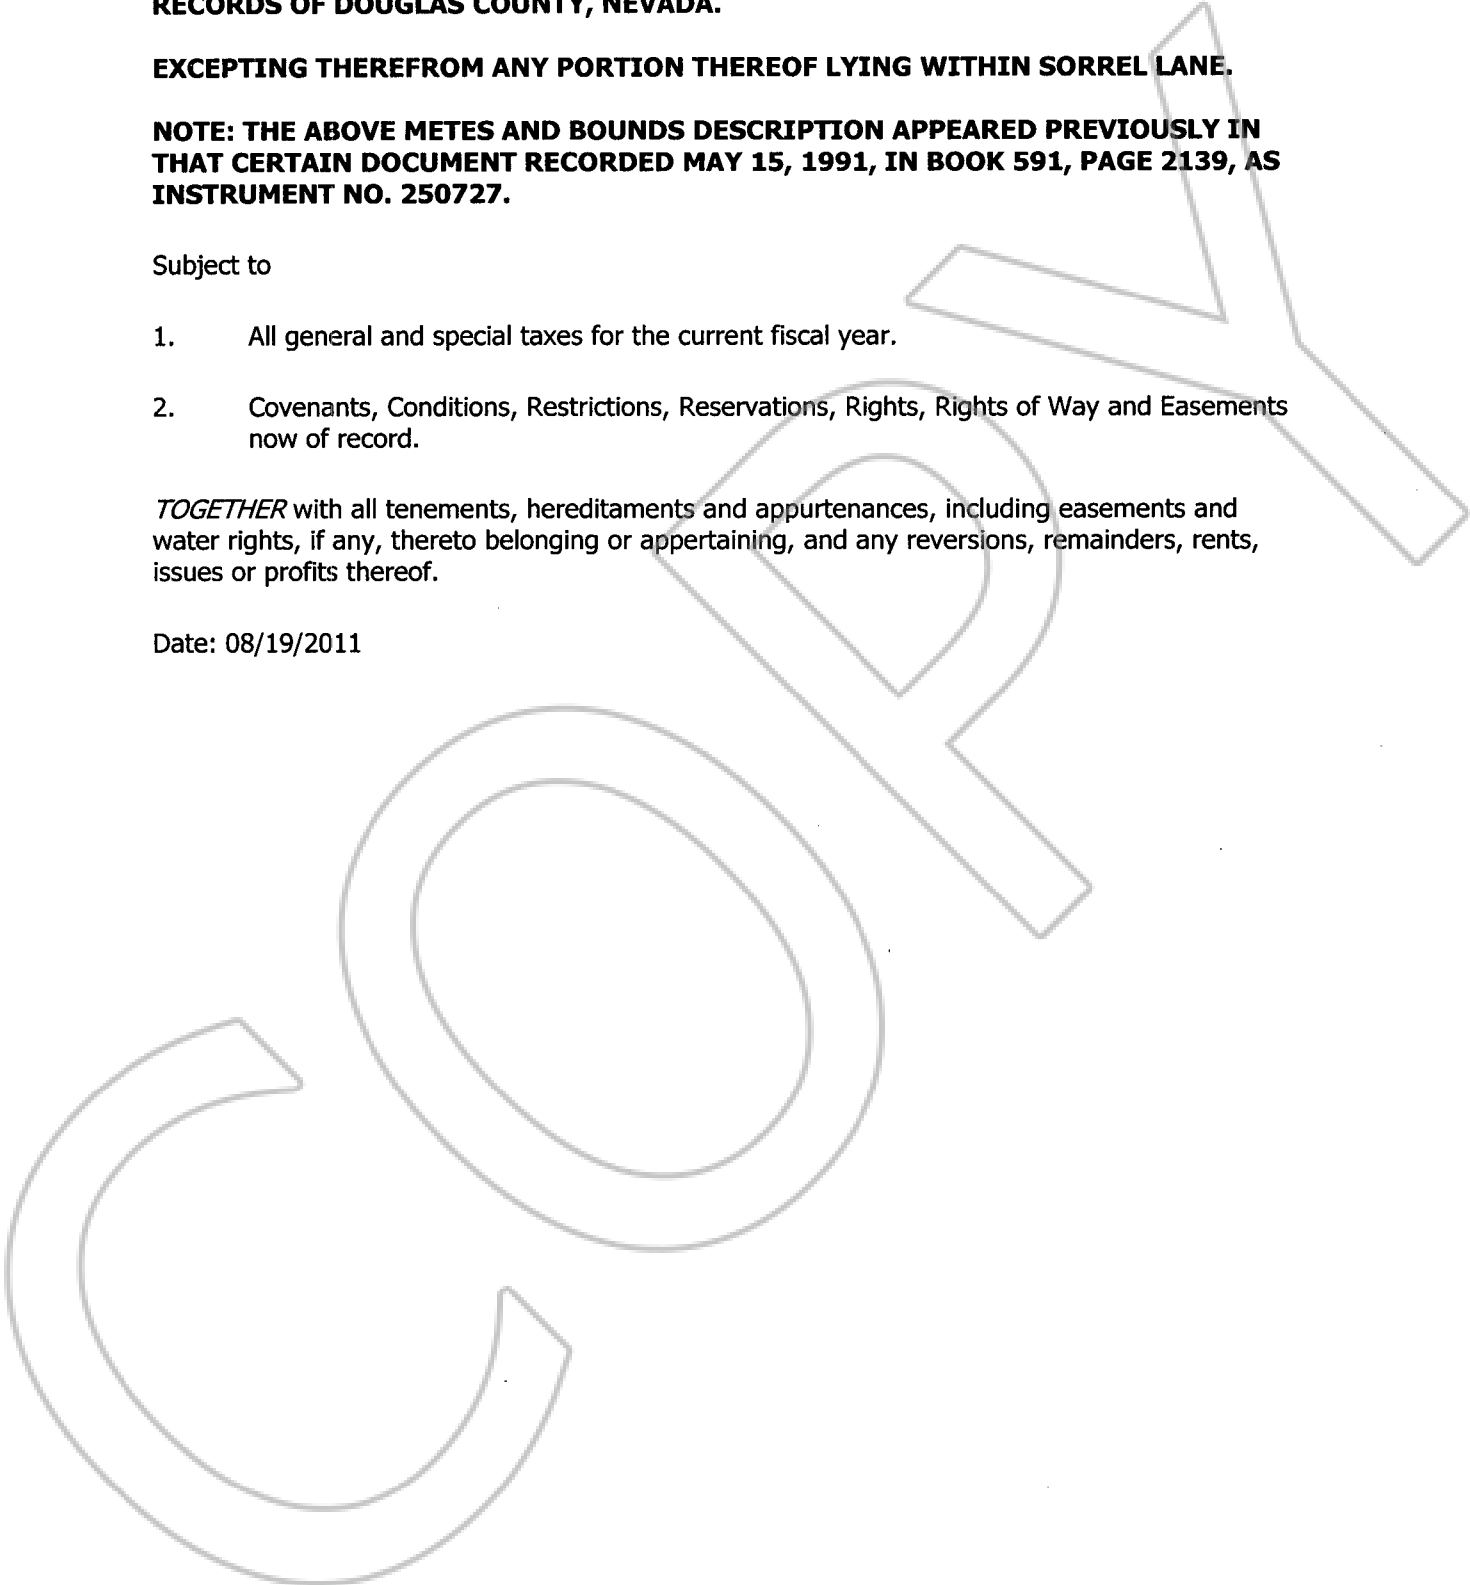 RECORDS OF DOUGLAS COUNTY, NEVADA.
EXCEPTING THEREFROM ANY PORTION THEREOF LYING WITHIN SORREL LANE.
NOTE: THE ABOVE METES AND BOUNDS DESCRIPTION APPEARED PREVIOUSLY IN
THAT CERTAIN DOCUMENT RECORDED MAY 15, 1991, IN BOOK 591, PAGE 2139, AS
INSTRUMENT NO. 250727.
Subject to
1. All general and special taxes for the current fiscal year.
2. Covenants, Conditions, Restrictions, Reservations, Rights, Rights of Way and Easements
now of record.
TOGETHER with all tenements, hereditaments and appurtenances, including easements and
water rights, if any, thereto belonging or appertaining, and any reversions, remainders, rents,
issues or profits thereof.
Date: 08/19/2011
COPY